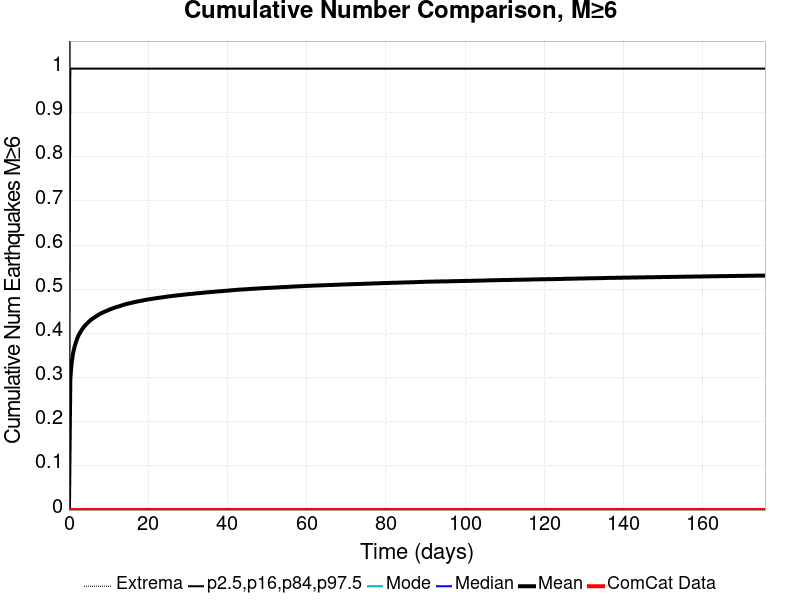 Cumulative Number Comparison, M≥6
Cumulative Num Earthquakes M≥6
1
0.9
0.8
0.7
0.6
0.5
0.4
0.3
0.2
0.1
0
0 20 40 60 80 100 120 140 160
Time (days)
Extrema p2.5,p16,p84,p97.5 Mode Median Mean ComCat Data